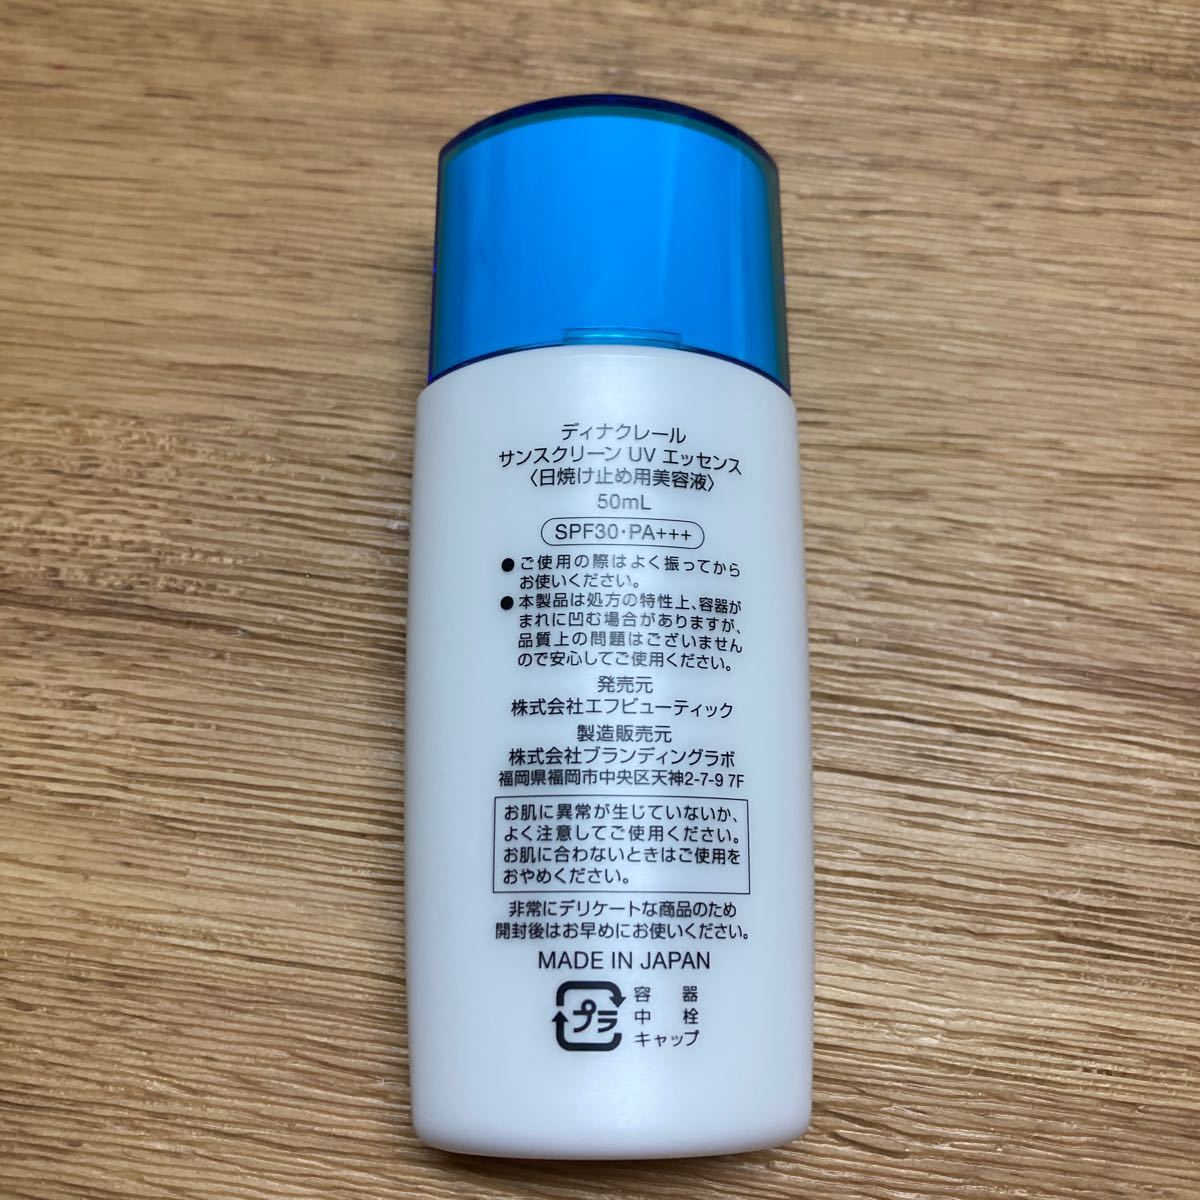 ディナクレール
サンスクリーン UV エッセンス
〈日焼け止め用美容液〉
50mL
SPF30・PA+++
●ご使用の際はよく振ってから
お使いください。
●本製品は処方の特性上、容器が
まれに凹む場合がありますが、
品質上の問題はございません
ので安心してご使用ください。
発売元
株式会社エフビューティック
製造販売元
株式会社ブランディングラボ
福岡県福岡市中央区天神2-7-9 7F
お肌に異常が生じていないか、
よく注意してご使用ください。
お肌に合わないときはご使用を
おやめください。
非常にデリケートな商品のため
開封後はお早めにお使いください。
MADE IN JAPAN
プラ
容器
中栓
キャップ